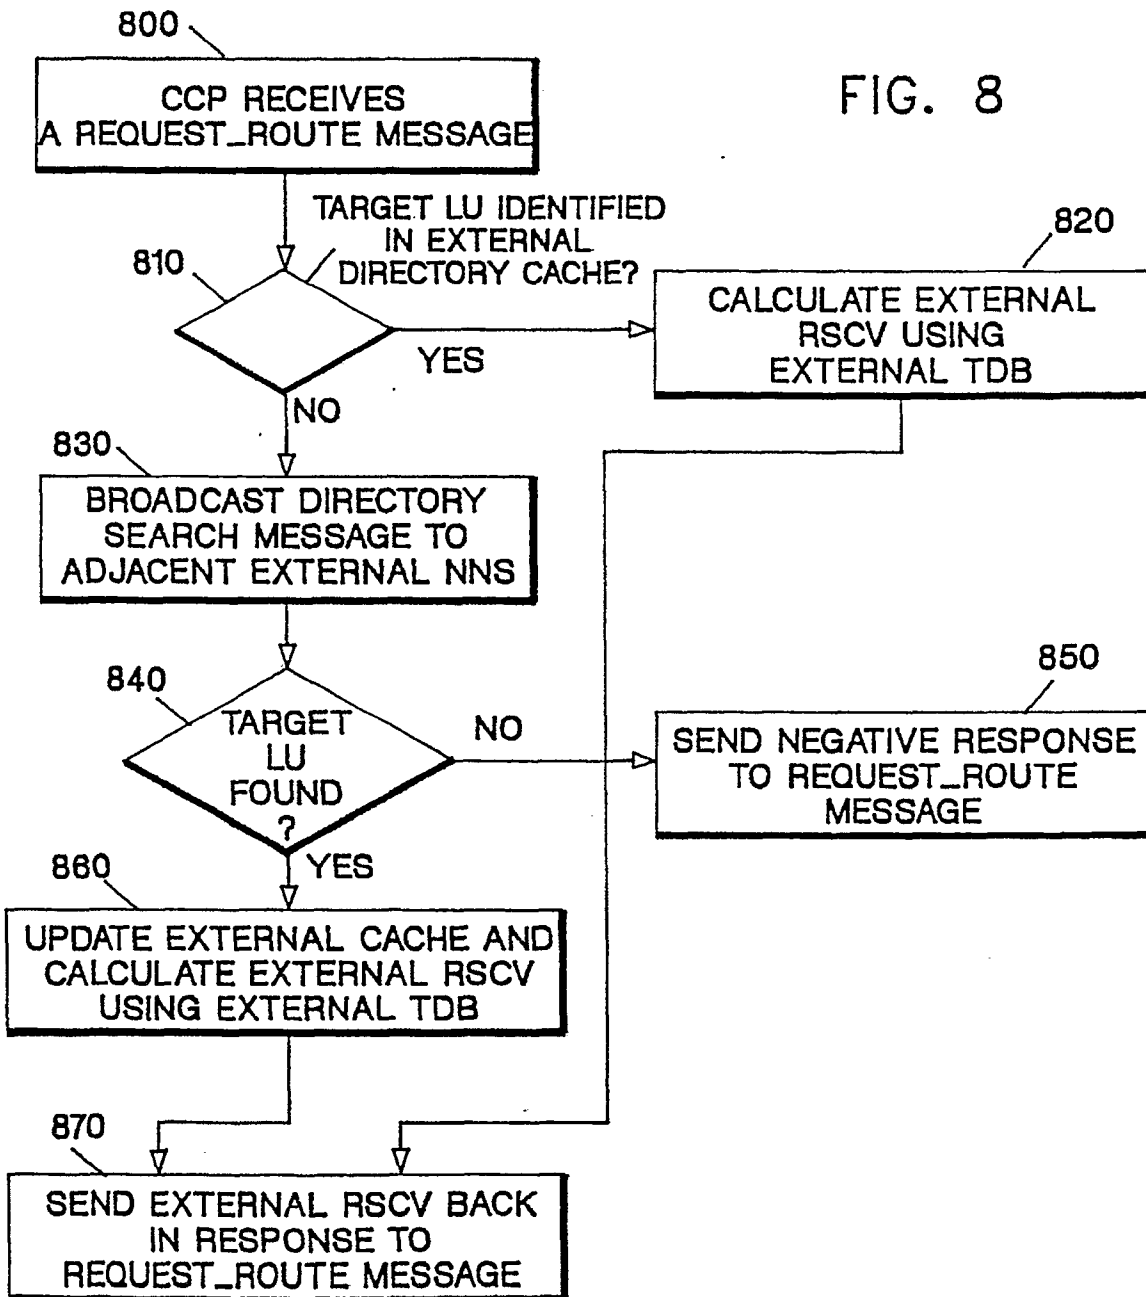 800
FIG. 8
CCP RECEIVES
A REQUEST_ROUTE MESSAGE
TARGET LU IDENTIFIED
IN EXTERNAL
DIRECTORY CACHE?
810
YES
NO
820
CALCULATE EXTERNAL
RSCV USING
EXTERNAL TDB
830
BROADCAST DIRECTORY
SEARCH MESSAGE TO
ADJACENT EXTERNAL NNS
840
TARGET
LU
FOUND
?
NO
YES
850
SEND NEGATIVE RESPONSE
TO REQUEST_ROUTE
MESSAGE
860
UPDATE EXTERNAL CACHE AND
CALCULATE EXTERNAL RSCV
USING EXTERNAL TDB
870
SEND EXTERNAL RSCV BACK
IN RESPONSE TO
REQUEST_ROUTE MESSAGE